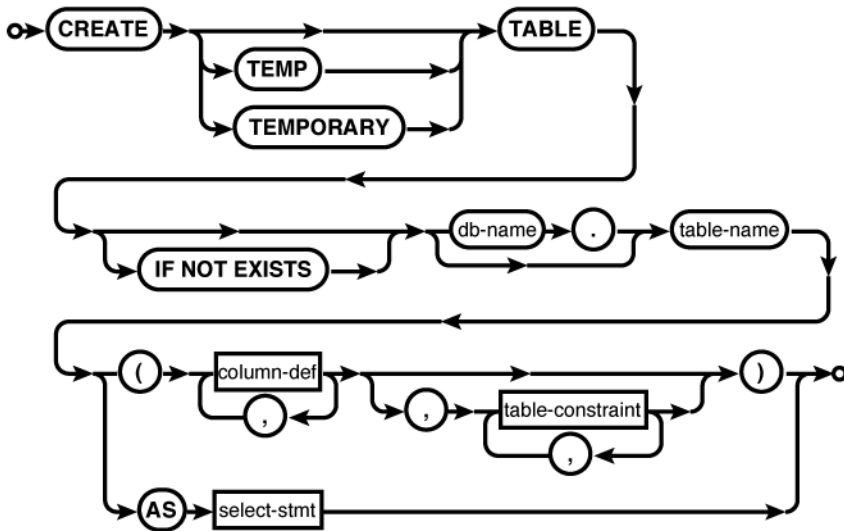 CREATE TABLE
TEMP
TEMPORARY
db-name . table-name
IF NOT EXISTS
( column-def )
, , table-constraint
,
AS select-stmt